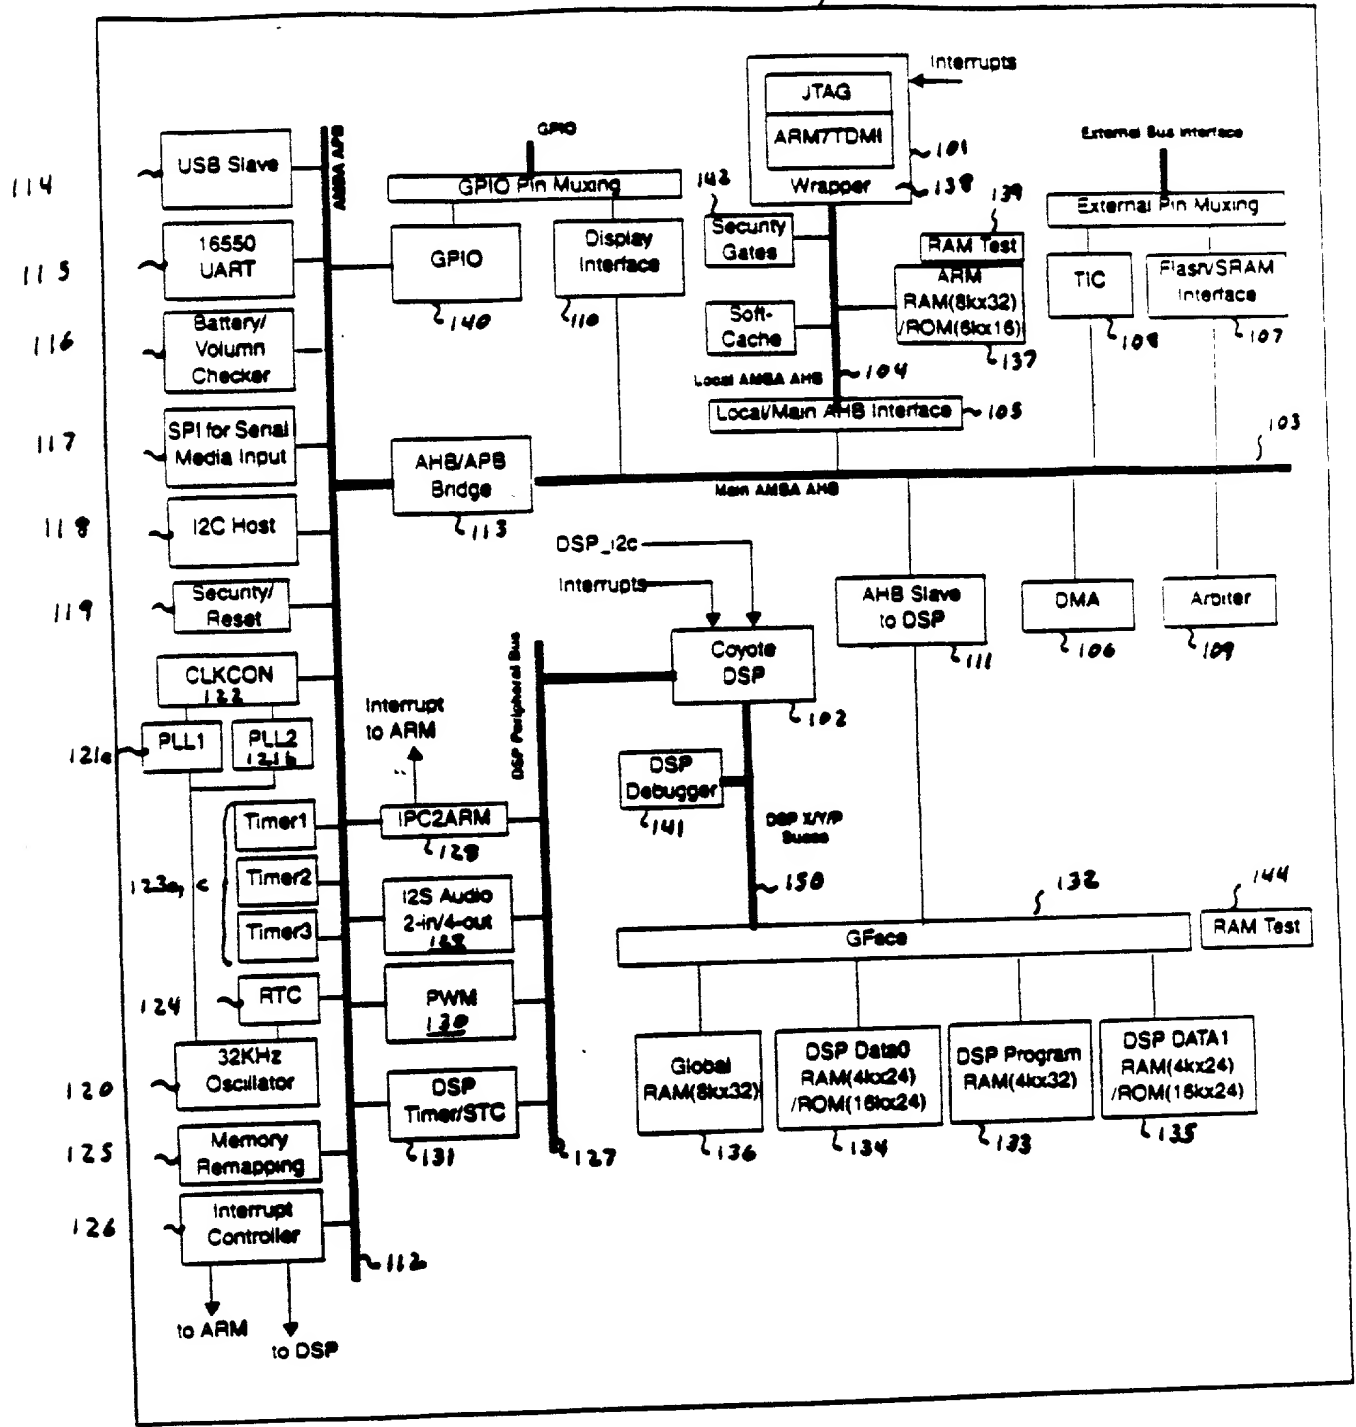 Interrupts
JTAG
ARM7TDMI
101
Wrapper
138
GPIO
External Bus Interface
AMBA APB
114
USB Slave
GPIO Pin Muxing
142
139
External Pin Muxing
115
16550
UART
GPIO
140
Display
Interface
110
Security
Gates
RAM Test
ARM
RAM(8kx32)
/ROM(6kx16)
137
TIC
108
Flash/SRAM
Interface
107
116
Battery/
Volumn
Checker
Soft-
Cache
Local AMBA AHB
104
Local/Main AHB Interface
105
117
SPI for Serial
Media Input
AHB/APB
Bridge
113
Main AMBA AHB
103
118
I2C Host
DSP_I2c
Interrupts
119
Security/
Reset
Coyote
DSP
102
AHB Slave
to DSP
111
DMA
106
Arbiter
109
CLKCON
122
121a
PLL1
PLL2
121b
Interrupt
to ARM
DSP Peripheral Bus
DSP
Debugger
141
DSP X/Y/P
Buses
150
123a, c
Timer1
Timer2
Timer3
IPC2ARM
128
I2S Audio
2-in/4-out
GFace
132
144
RAM Test
124
RTC
PWM
130
120
32KHz
Oscillator
DSP
Timer/STC
131
127
Global
RAM(8kx32)
136
DSP Data0
RAM(4kx24)
/ROM(16kx24)
134
DSP Program
RAM(4kx32)
133
DSP DATA1
RAM(4kx24)
/ROM(16kx24)
135
125
Memory
Remapping
126
Interrupt
Controller
112
to ARM
to DSP